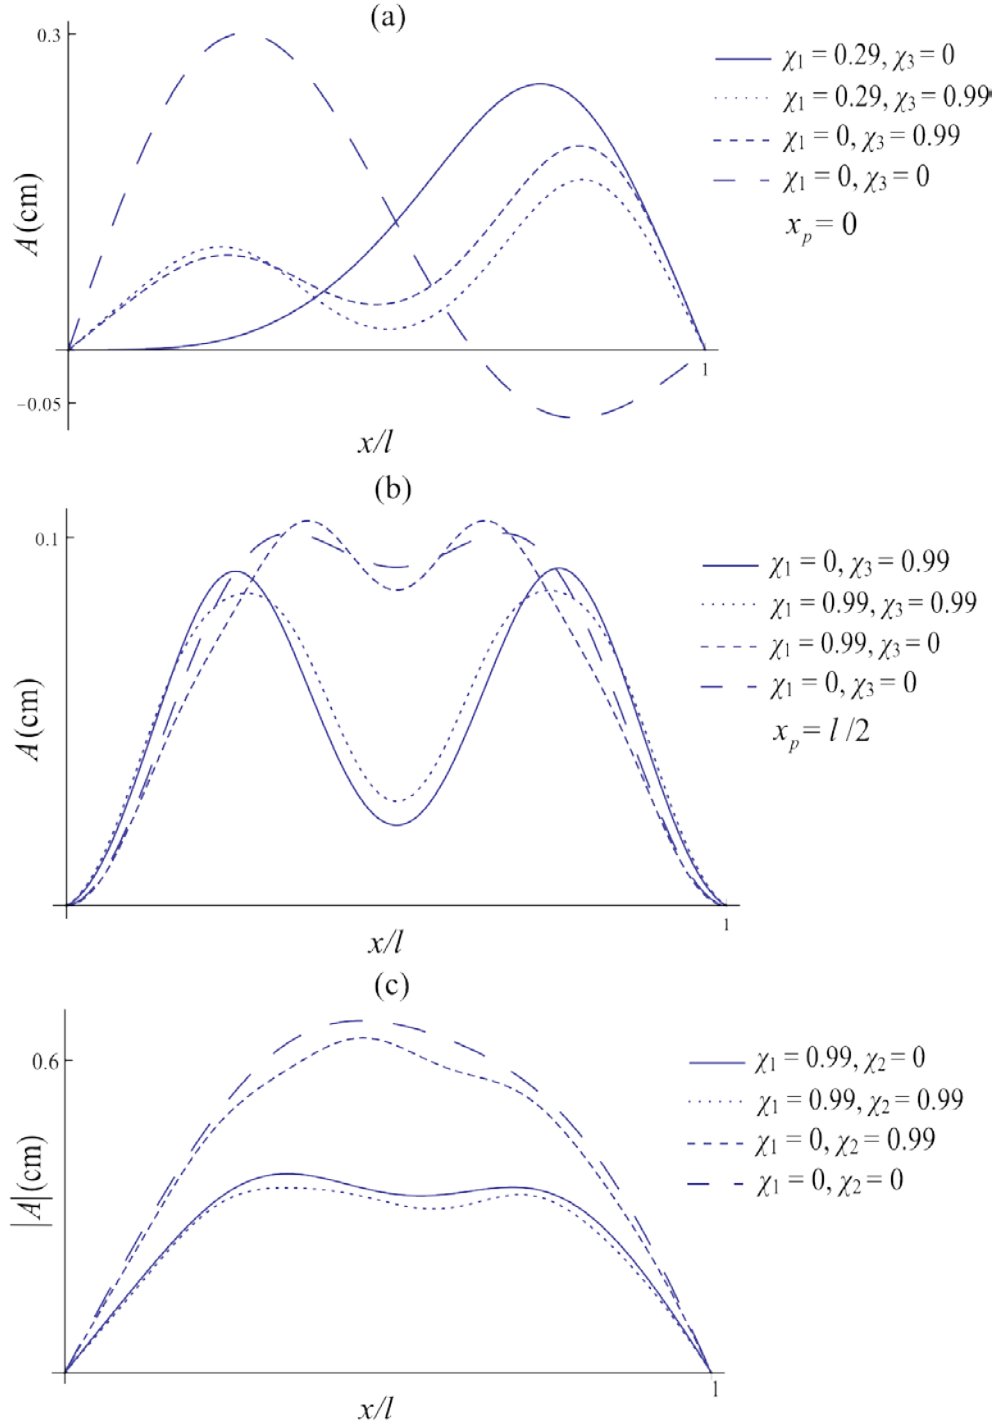 (a)
0.3
A (cm)
-0.05
1
x/l
χ₁ = 0.29, χ₃ = 0
χ₁ = 0.29, χ₃ = 0.99
χ₁ = 0, χ₃ = 0.99
χ₁ = 0, χ₃ = 0
xₚ = 0
(b)
0.1
A (cm)
1
x/l
χ₁ = 0, χ₃ = 0.99
χ₁ = 0.99, χ₃ = 0.99
χ₁ = 0.99, χ₃ = 0
χ₁ = 0, χ₃ = 0
xₚ = l /2
(c)
0.6
|A| (cm)
1
x/l
χ₁ = 0.99, χ₂ = 0
χ₁ = 0.99, χ₂ = 0.99
χ₁ = 0, χ₂ = 0.99
χ₁ = 0, χ₂ = 0